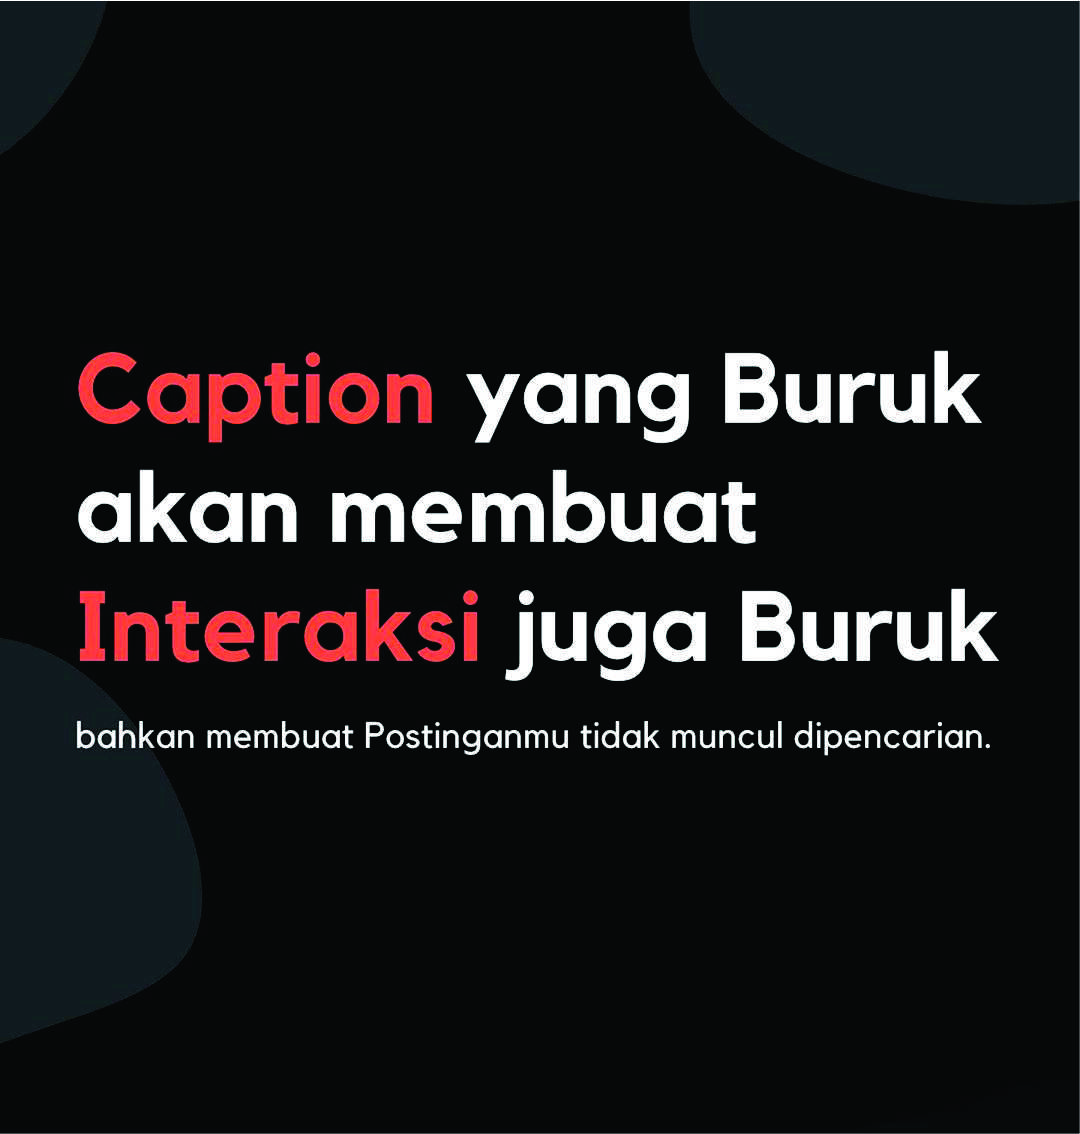 Caption yang Buruk
akan membuat
Interaksi juga Buruk
bahkan membuat Postinganmu tidak muncul dipencarian.